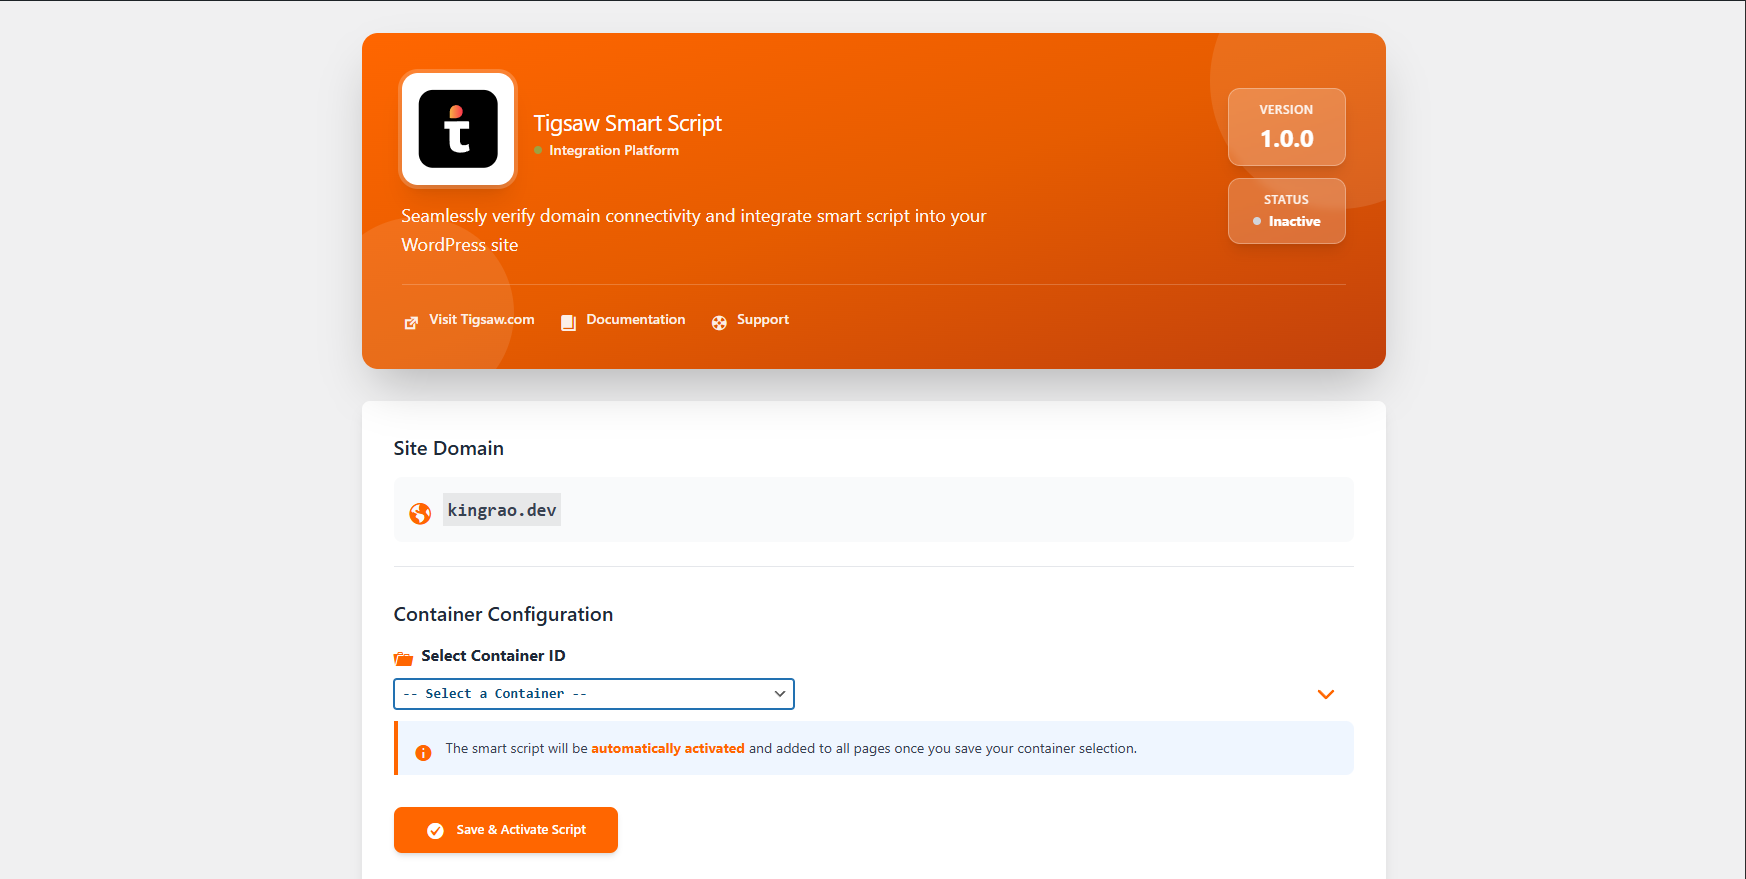 t
Tigsaw Smart Script
Integration Platform
VERSION
1.0.0
STATUS
Inactive
Seamlessly verify domain connectivity and integrate smart script into your
WordPress site
Visit Tigsaw.com
Documentation
Support
Site Domain
kingrao.dev
Container Configuration
Select Container ID
-- Select a Container --
The smart script will be automatically activated and added to all pages once you save your container selection.
Save & Activate Script